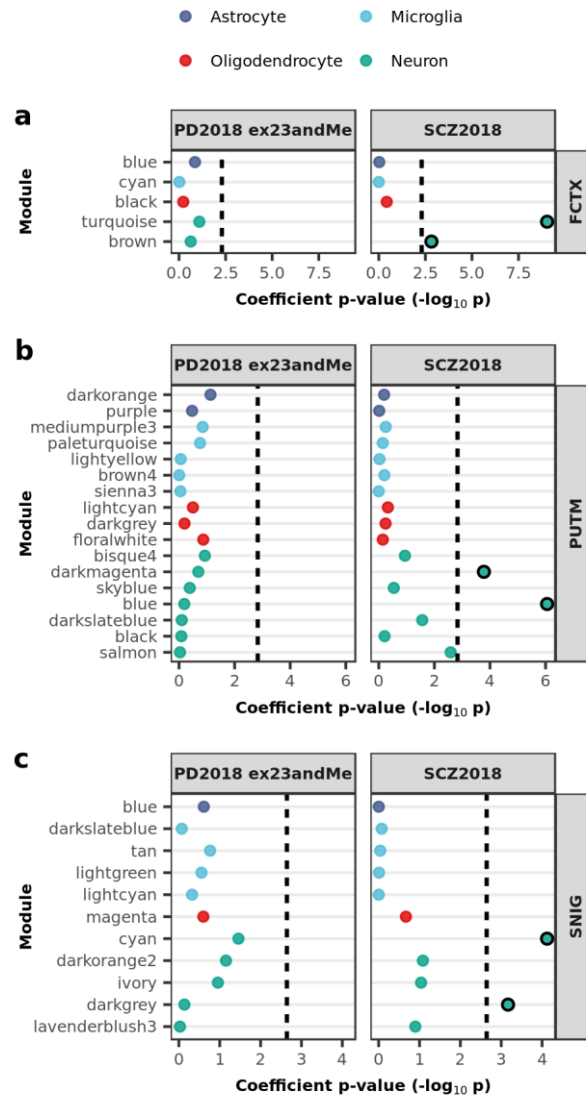 Astrocyte
Microglia
Oligodendrocyte
Neuron
a
PD2018 ex23andMe
SCZ2018
Module
blue
cyan
black
turquoise
brown
FCTX
0.0 2.5 5.0 7.5
0.0 2.5 5.0 7.5
Coefficient p-value (-log10 p)
b
PD2018 ex23andMe
SCZ2018
Module
darkorange
purple
mediumpurple3
paleturquoise
lightyellow
brown4
sienna3
lightcyan
darkgrey
floralwhite
bisque4
darkmagenta
skyblue
blue
darkslateblue
black
salmon
PUTM
0 2 4 6
0 2 4 6
Coefficient p-value (-log10 p)
c
PD2018 ex23andMe
SCZ2018
Module
blue
darkslateblue
tan
lightgreen
lightcyan
magenta
cyan
darkorange2
ivory
darkgrey
lavenderblush3
SNIG
0 1 2 3 4
0 1 2 3 4
Coefficient p-value (-log10 p)